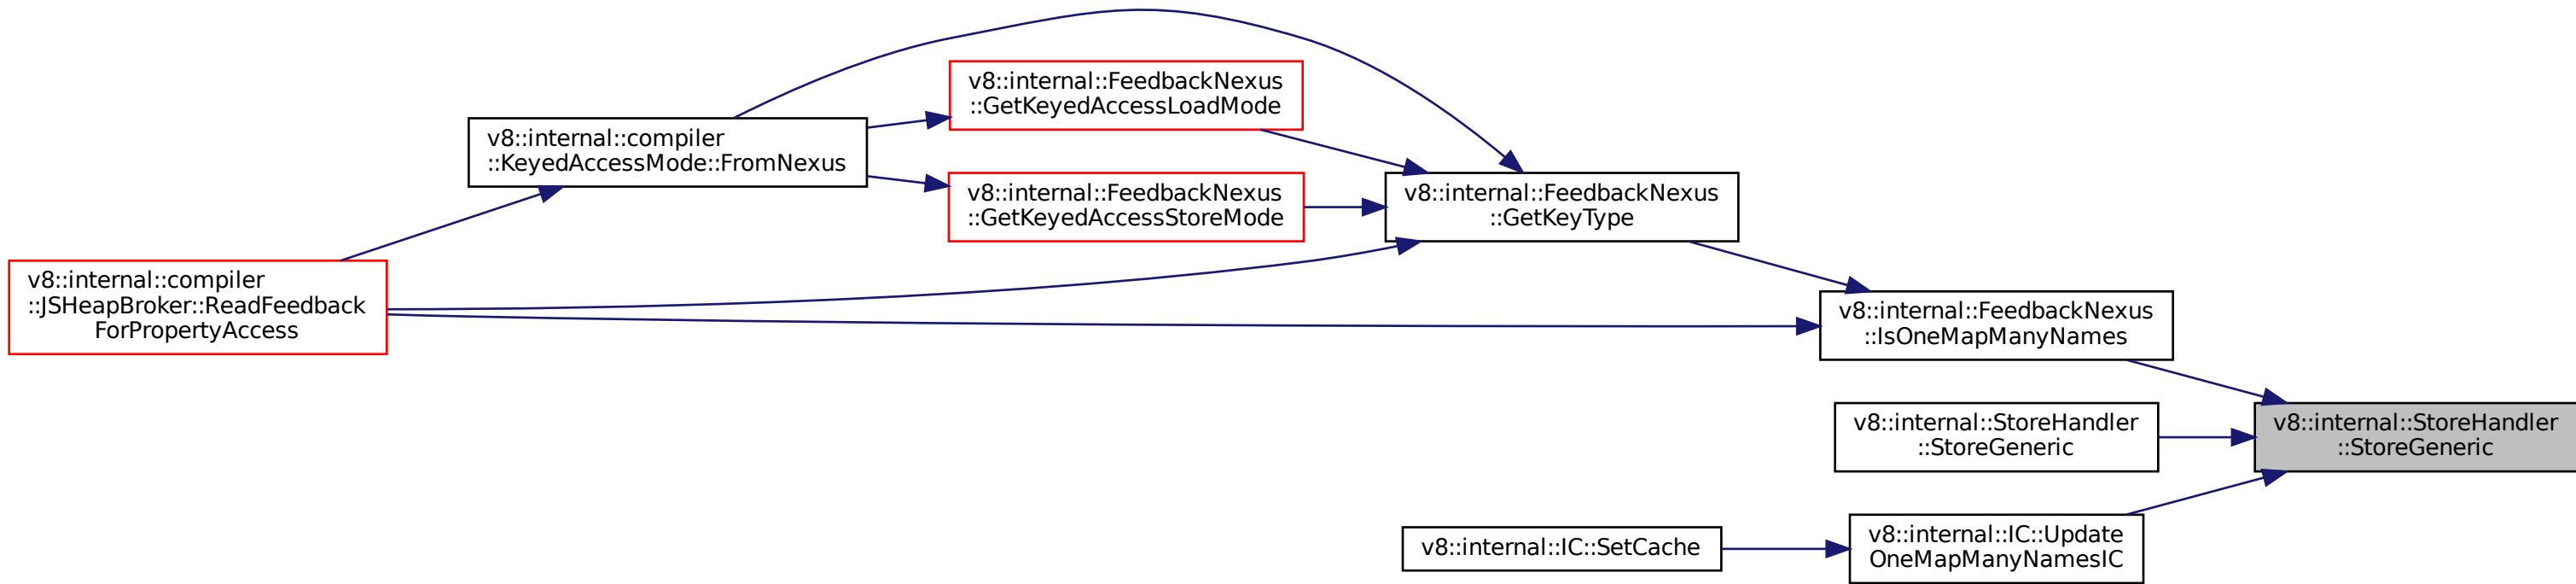 v8::internal::FeedbackNexus
::GetKeyedAccessLoadMode
v8::internal::compiler
::KeyedAccessMode::FromNexus
v8::internal::FeedbackNexus
::GetKeyedAccessStoreMode
v8::internal::FeedbackNexus
::GetKeyType
v8::internal::compiler
::JSHeapBroker::ReadFeedback
ForPropertyAccess
v8::internal::FeedbackNexus
::IsOneMapManyNames
v8::internal::StoreHandler
::StoreGeneric
v8::internal::StoreHandler
::StoreGeneric
v8::internal::IC::SetCache
v8::internal::IC::Update
OneMapManyNamesIC